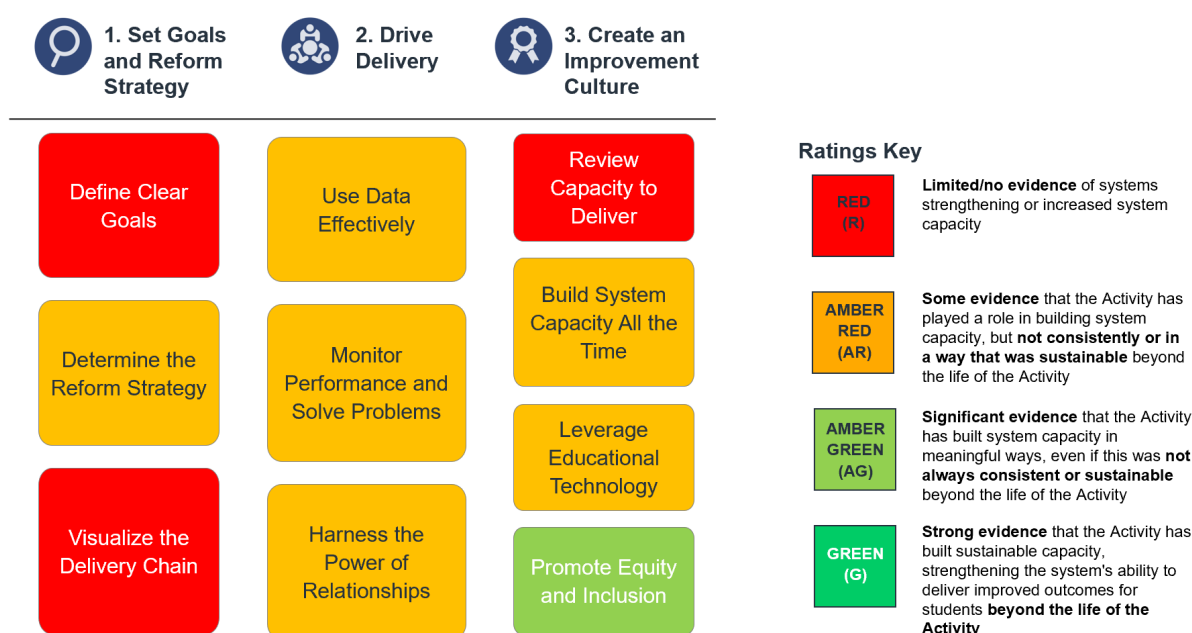 1. Set Goals
and Reform
Strategy
2. Drive
Delivery
3. Create an
Improvement
Culture
Define Clear
Goals
Determine the
Reform Strategy
Visualize the
Delivery Chain
Use Data
Effectively
Monitor
Performance and
Solve Problems
Harness the
Power of
Relationships
Review
Capacity to
Deliver
Build System
Capacity All the
Time
Leverage
Educational
Technology
Promote Equity
and Inclusion
Ratings Key
RED
(R)
Limited/no evidence of systems
strengthening or increased system
capacity
AMBER
RED
(AR)
Some evidence that the Activity has
played a role in building system
capacity, but not consistently or in
a way that was sustainable beyond
the life of the Activity
AMBER
GREEN
(AG)
Significant evidence that the Activity
has built system capacity in
meaningful ways, even if this was not
always consistent or sustainable
beyond the life of the Activity
GREEN
(G)
Strong evidence that the Activity has
built sustainable capacity,
strengthening the system's ability to
deliver improved outcomes for
students beyond the life of the
Activity